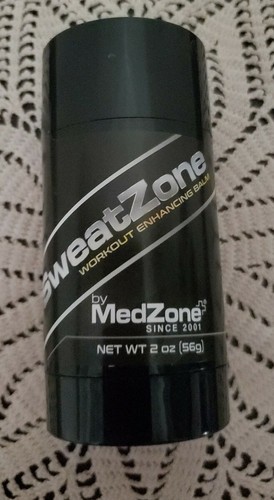 SweatZone
WORKOUT ENHANCING BALM
by
MedZone
SINCE 2001
NET WT 2 oz (56g)